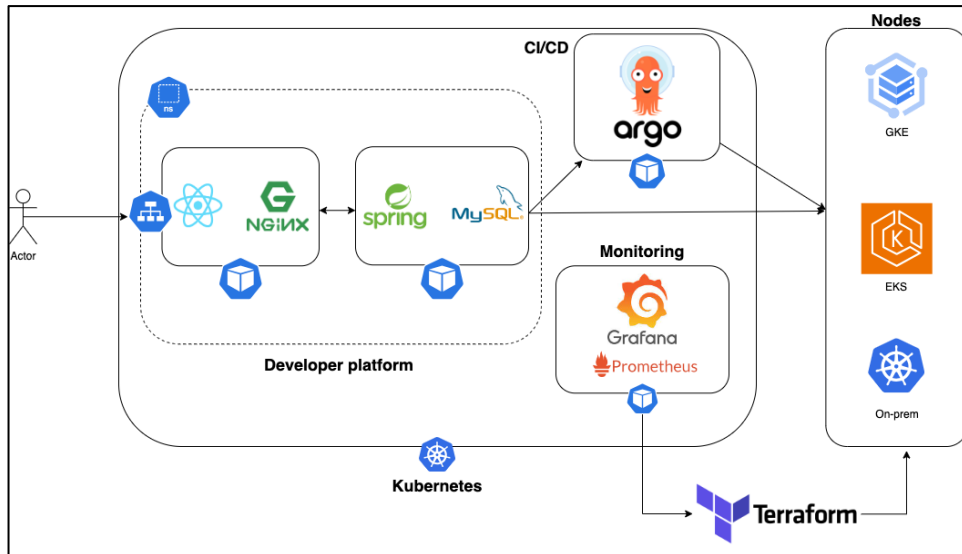 Nodes
CI/CD
argo
ns
GKE
NGiNX
spring
MySQL®
Actor
Monitoring
K
EKS
Grafana
Prometheus
Developer platform
On-prem
Kubernetes
Terraform